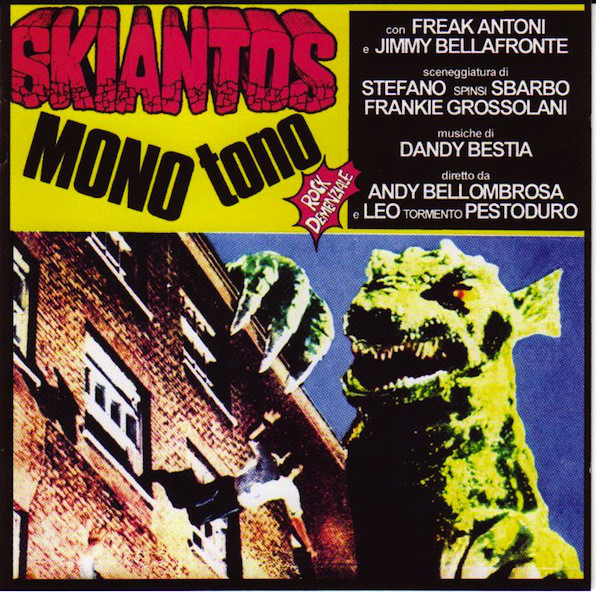 SKIANTOS
MONO tono
ROCK
DEMENZIALE
con FREAK ANTONI
e JIMMY BELLAFRONTE
sceneggiatura di
STEFANO SPINSI SBARBO
FRANKIE GROSSOLANI
musiche di
DANDY BESTIA
diretto da
ANDY BELLOMBROSA
e LEO TORMENTO PESTODURO